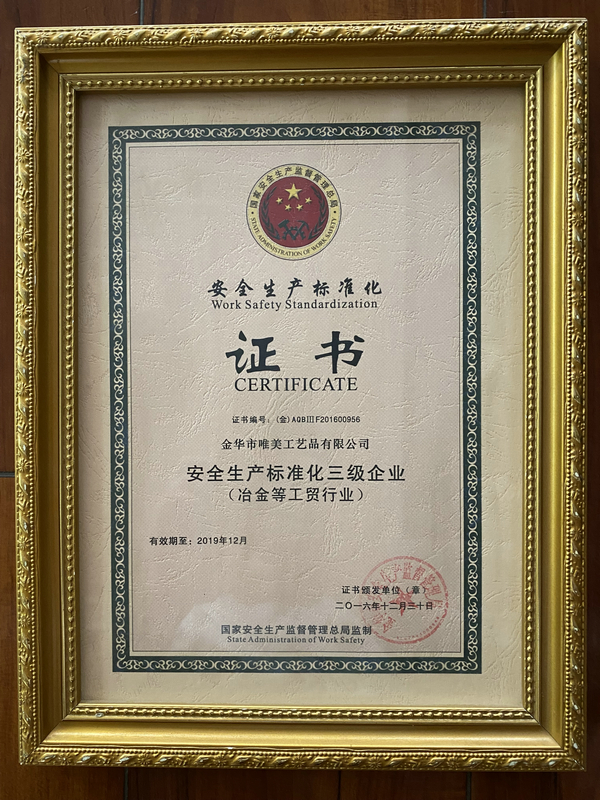 国家安全生产监督管理总局
STATE ADMINISTRATION OF WORK SAFETY
安全生产标准化
Work Safety Standardization
证书
CERTIFICATE
证书编号：(金)AQBⅢF201600956
金华市唯美工艺品有限公司
安全生产标准化三级企业
（冶金等工贸行业）
有效期至：2019年12月
证书颁发单位（章）
二〇一六年十二月三十日
国家安全生产监督管理总局监制
State Administration of Work Safety